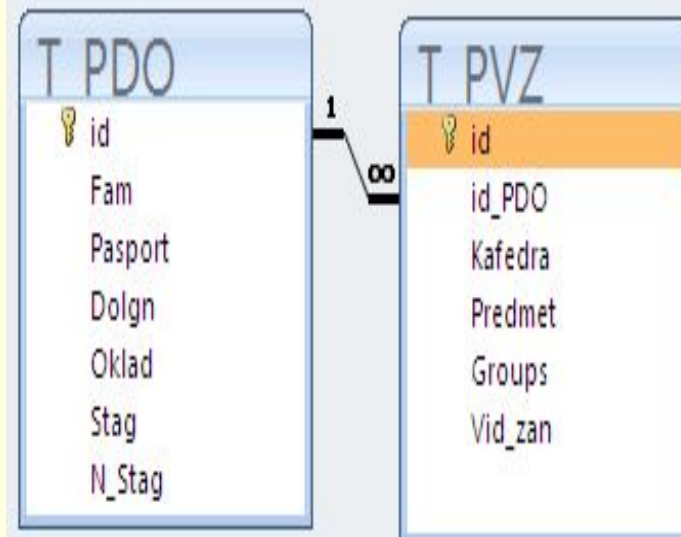 T_PDO
id
Fam
Pasport
Dolgn
Oklad
Stag
N_Stag
1
∞
T_PVZ
id
id_PDO
Kafedra
Predmet
Groups
Vid_zan